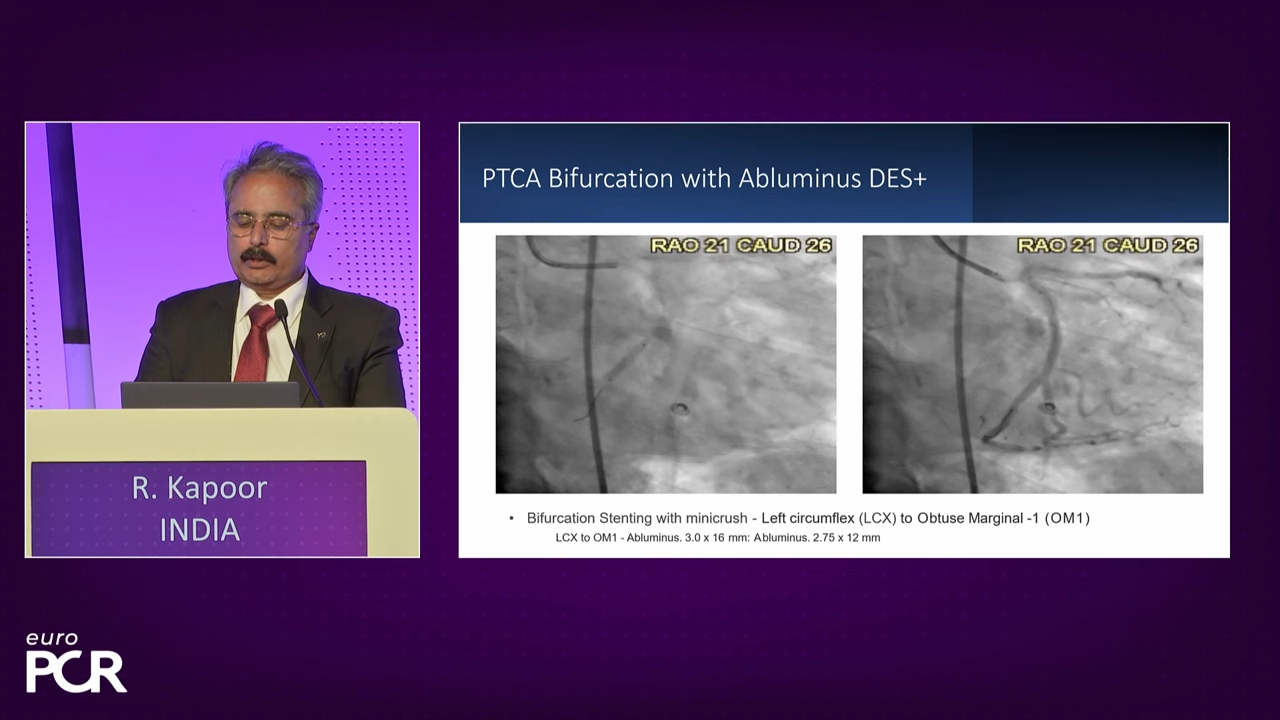 PTCA Bifurcation with Abluminus DES+
RAO 21 CAUD 26
RAO 21 CAUD 26
• Bifurcation Stenting with minicrush - Left circumflex (LCX) to Obtuse Marginal -1 (OM1)
LCX to OM1 - Abluminus. 3.0 x 16 mm: Abluminus. 2.75 x 12 mm
R. Kapoor
INDIA
euro
PCR